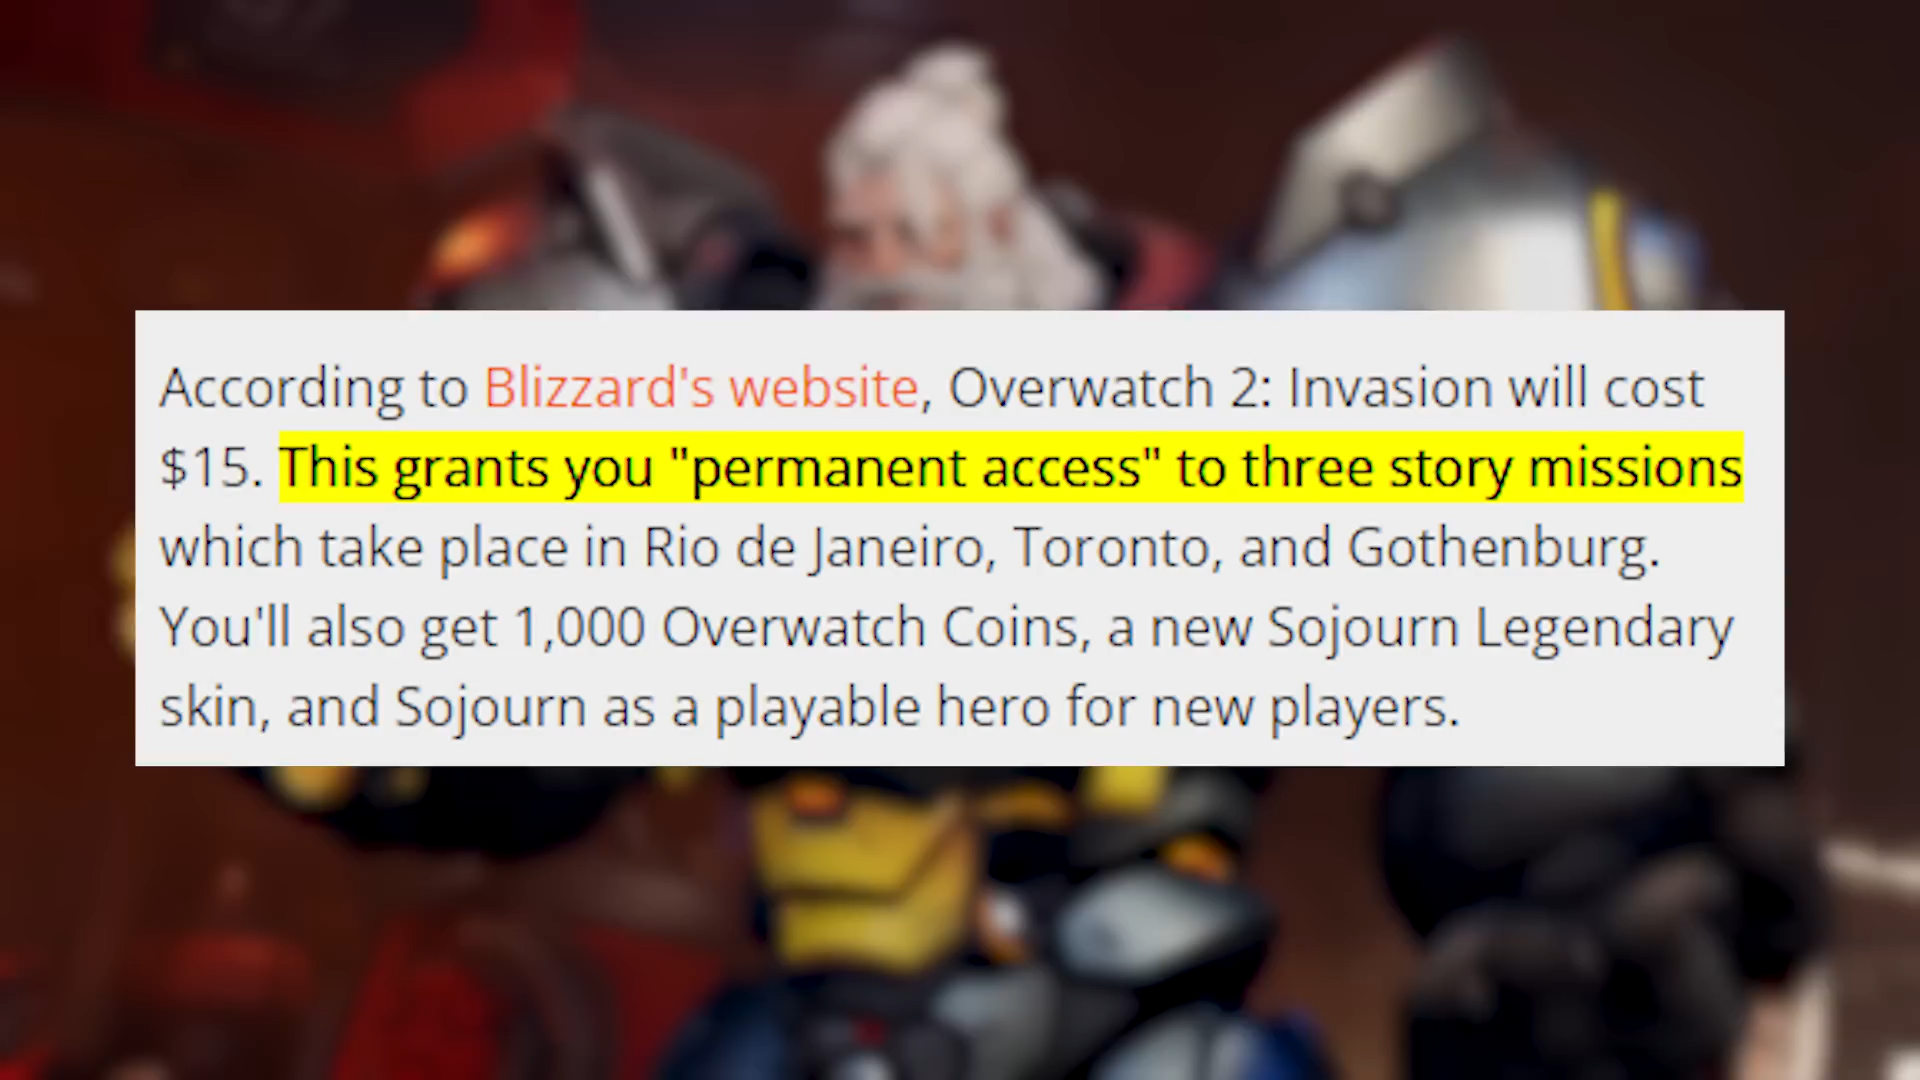 According to Blizzard's website, Overwatch 2: Invasion will cost
$15. This grants you "permanent access" to three story missions
which take place in Rio de Janeiro, Toronto, and Gothenburg.
You'll also get 1,000 Overwatch Coins, a new Sojourn Legendary
skin, and Sojourn as a playable hero for new players.